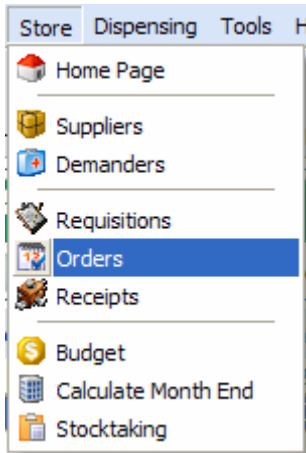 Store Dispensing Tools
Home Page
Suppliers
Demanders
Requisitions
Orders
Receipts
Budget
Calculate Month End
Stocktaking